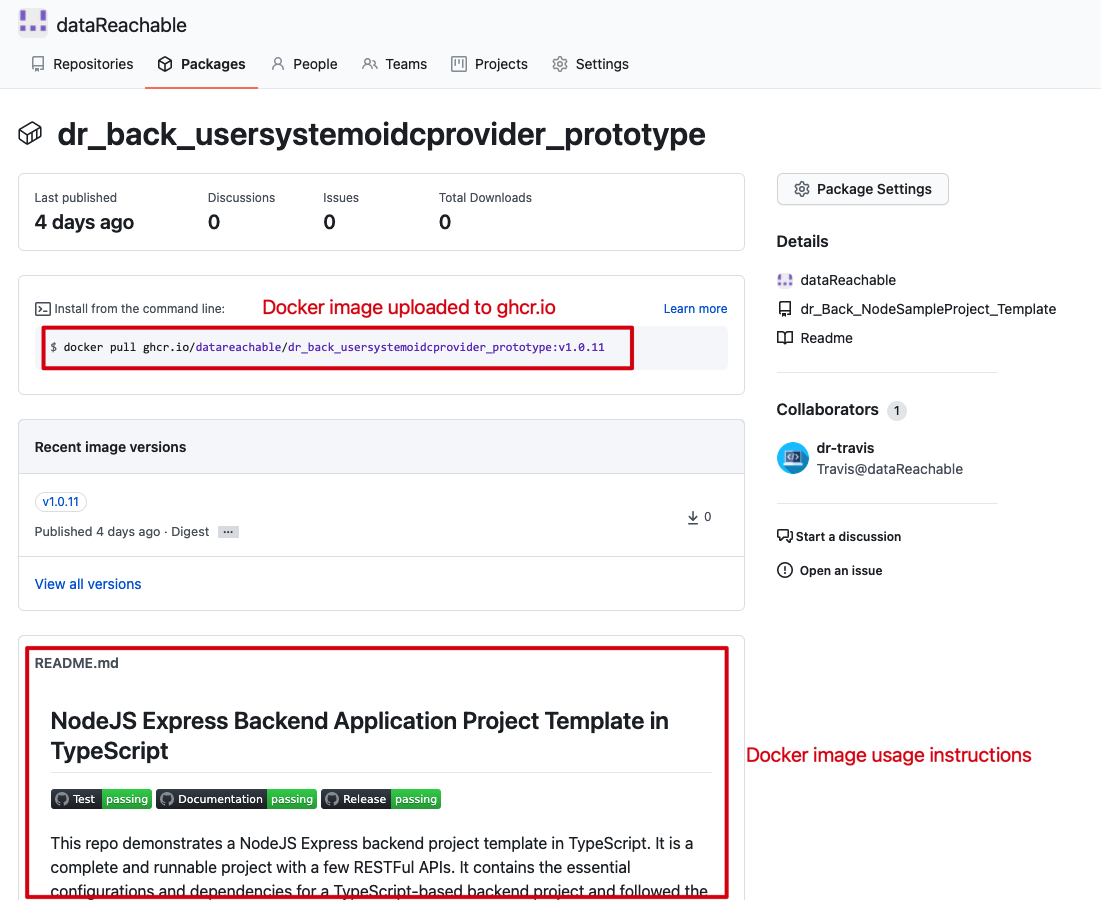 dataReachable
Repositories Packages People Teams Projects Settings
dr_back_usersystemoidcprovider_prototype
Last published Discussions Issues Total Downloads
4 days ago 0 0 0
Install from the command line: Docker image uploaded to ghcr.io Learn more
$ docker pull ghcr.io/datareachable/dr_back_usersystemoidcprovider_prototype:v1.0.11
Recent image versions
v1.0.11
Published 4 days ago · Digest ···
0
View all versions
README.md
NodeJS Express Backend Application Project Template in
TypeScript
Test passing Documentation passing Release passing
This repo demonstrates a NodeJS Express backend project template in TypeScript. It is a
complete and runnable project with a few RESTFul APIs. It contains the essential
configurations and dependencies for a TypeScript-based backend project and followed the
Docker image usage instructions
Package Settings
Details
dataReachable
dr_Back_NodeSampleProject_Template
Readme
Collaborators 1
dr-travis
Travis@dataReachable
Start a discussion
Open an issue